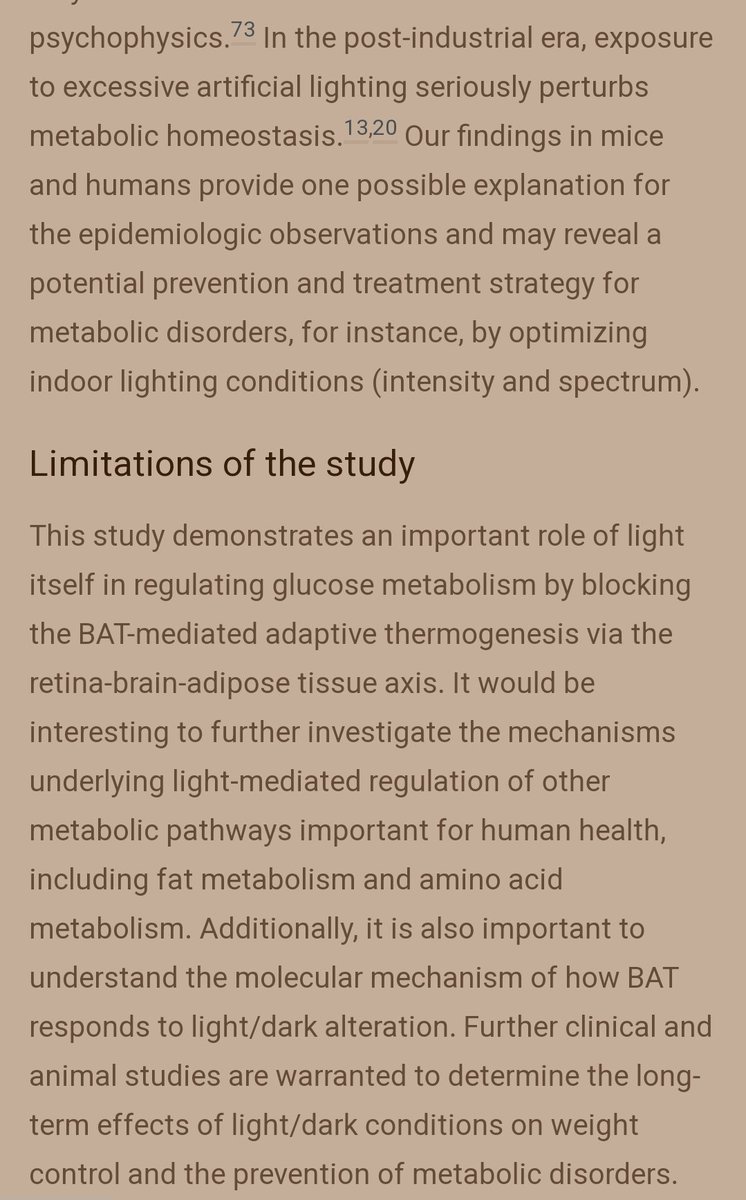 psychophysics.73 In the post-industrial era, exposure
to excessive artificial lighting seriously perturbs
metabolic homeostasis.13,20 Our findings in mice
and humans provide one possible explanation for
the epidemiologic observations and may reveal a
potential prevention and treatment strategy for
metabolic disorders, for instance, by optimizing
indoor lighting conditions (intensity and spectrum).
Limitations of the study
This study demonstrates an important role of light
itself in regulating glucose metabolism by blocking
the BAT-mediated adaptive thermogenesis via the
retina-brain-adipose tissue axis. It would be
interesting to further investigate the mechanisms
underlying light-mediated regulation of other
metabolic pathways important for human health,
including fat metabolism and amino acid
metabolism. Additionally, it is also important to
understand the molecular mechanism of how BAT
responds to light/dark alteration. Further clinical and
animal studies are warranted to determine the long-
term effects of light/dark conditions on weight
control and the prevention of metabolic disorders.